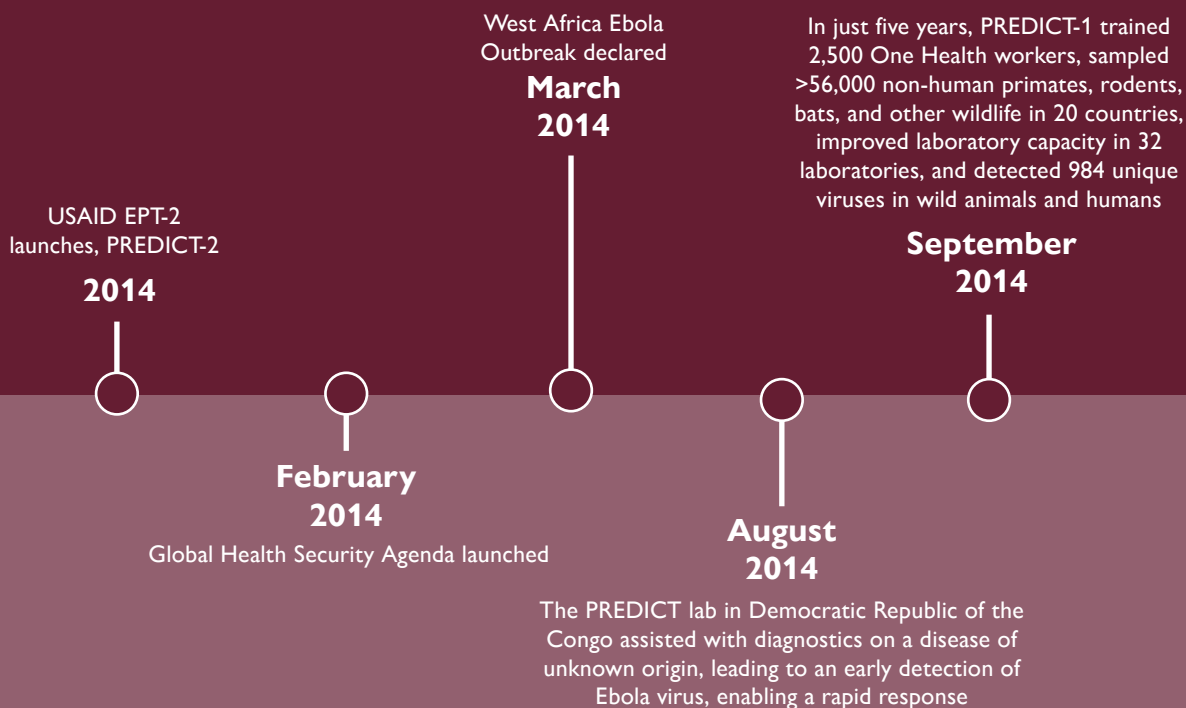 USAID EPT-2
launches, PREDICT-2
2014
February
2014
Global Health Security Agenda launched
West Africa Ebola
Outbreak declared
March
2014
August
2014
The PREDICT lab in Democratic Republic of the
Congo assisted with diagnostics on a disease of
unknown origin, leading to an early detection of
Ebola virus, enabling a rapid response
In just five years, PREDICT-1 trained
2,500 One Health workers, sampled
>56,000 non-human primates, rodents,
bats, and other wildlife in 20 countries,
improved laboratory capacity in 32
laboratories, and detected 984 unique
viruses in wild animals and humans
September
2014